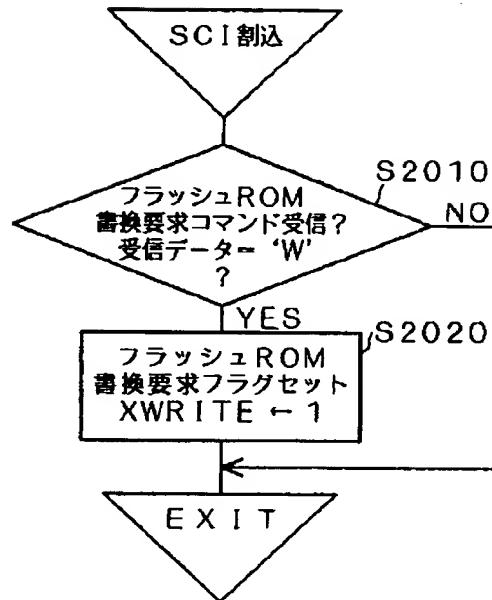 SCI割込
S2010
フラッシュROM
書換要求コマンド受信?
受信データ= 'W'
?
NO
YES
S2020
フラッシュROM
書換要求フラグセット
XWRITE ← 1
EXIT